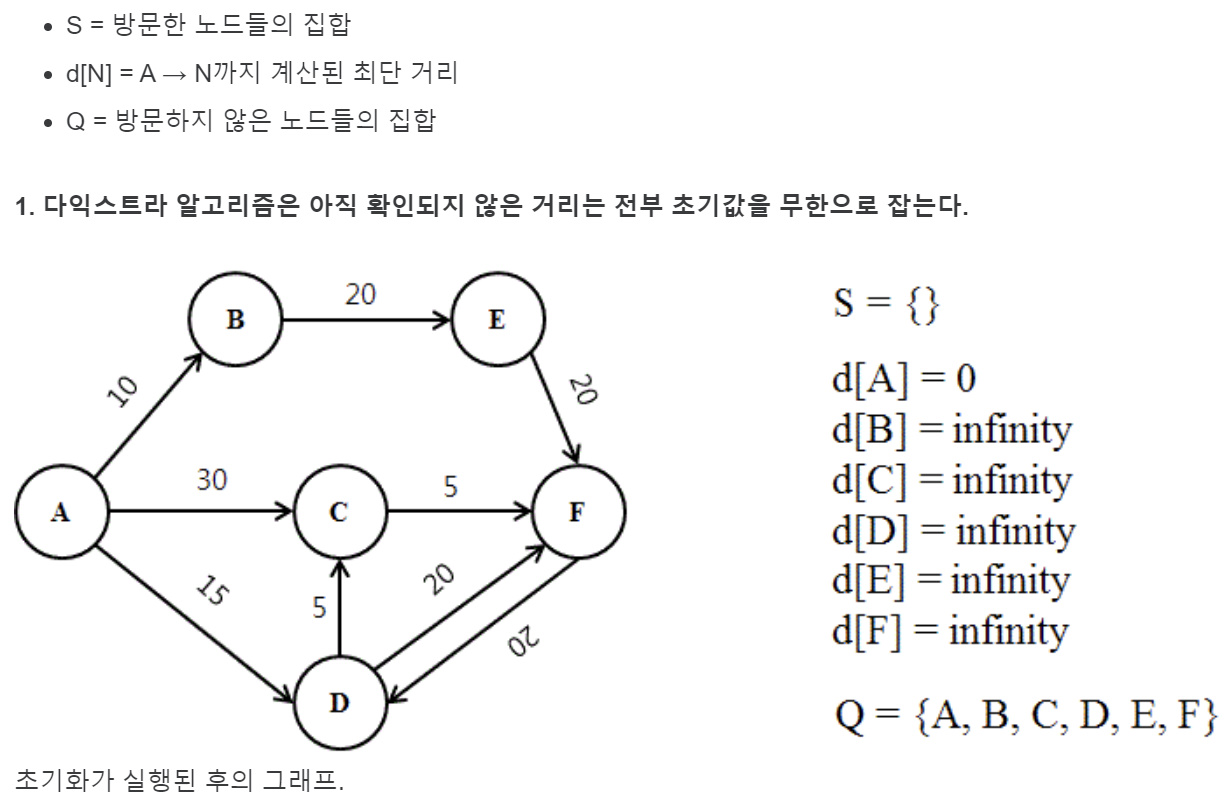 S = 방문한 노드들의 집합
d[N] = A → N까지 계산된 최단 거리
Q = 방문하지 않은 노드들의 집합
1. 다익스트라 알고리즘은 아직 확인되지 않은 거리는 전부 초기값을 무한으로 잡는다.
B
20
E
10
20
A
30
C
5
F
15
5
20
20
D
S = {}
d[A] = 0
d[B] = infinity
d[C] = infinity
d[D] = infinity
d[E] = infinity
d[F] = infinity
Q = {A, B, C, D, E, F}
초기화가 실행된 후의 그래프.